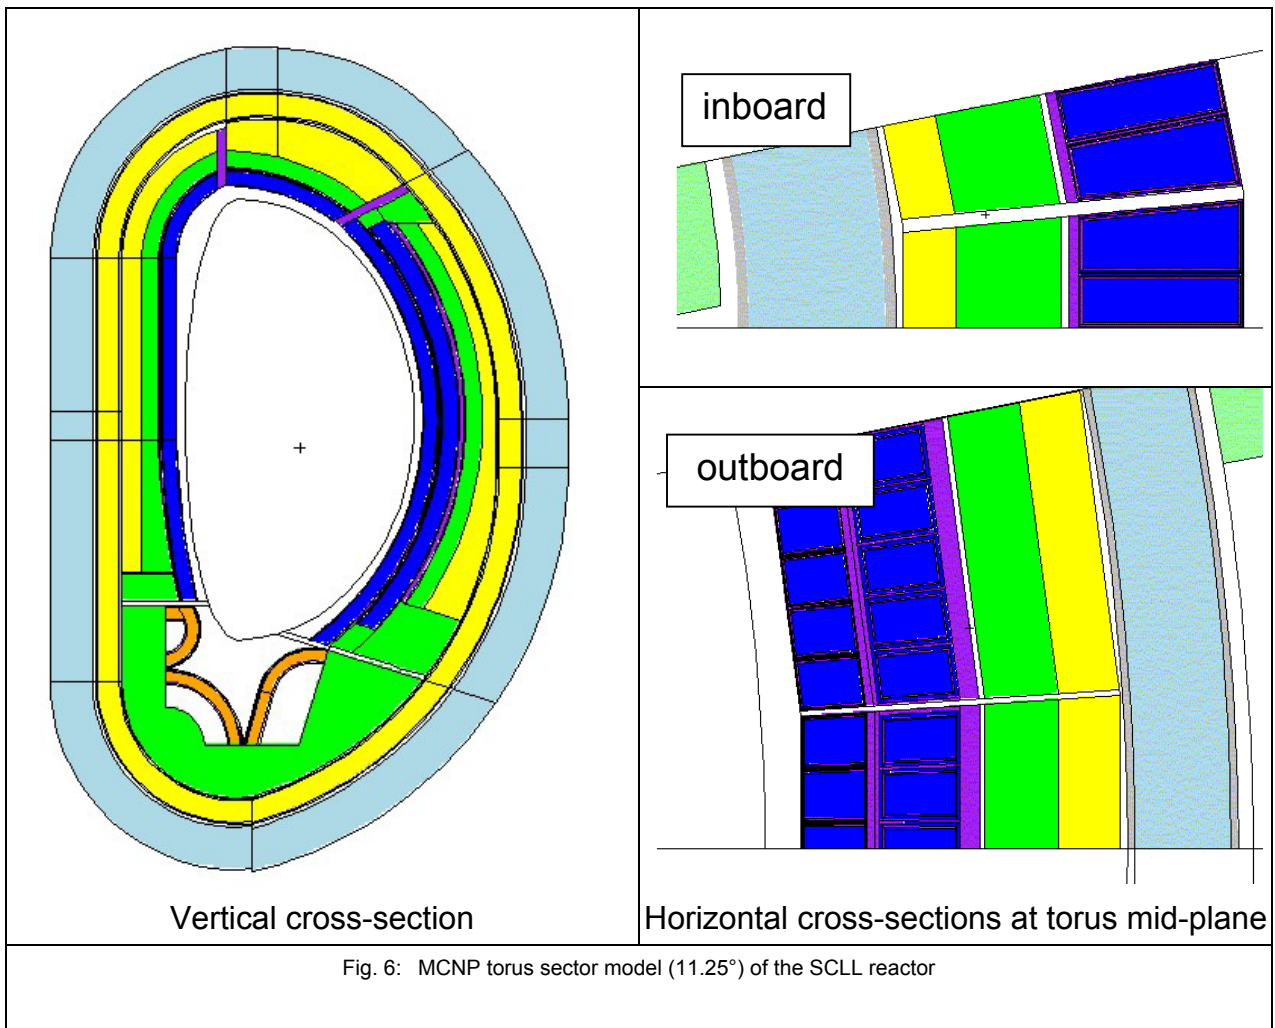 inboard
outboard
Vertical cross-section
Horizontal cross-sections at torus mid-plane
Fig. 6: MCNP torus sector model (11.25°) of the SCLL reactor